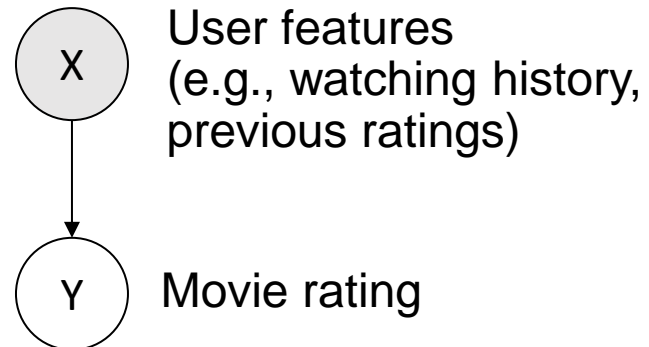 X
User features
(e.g., watching history,
previous ratings)
Y
Movie rating